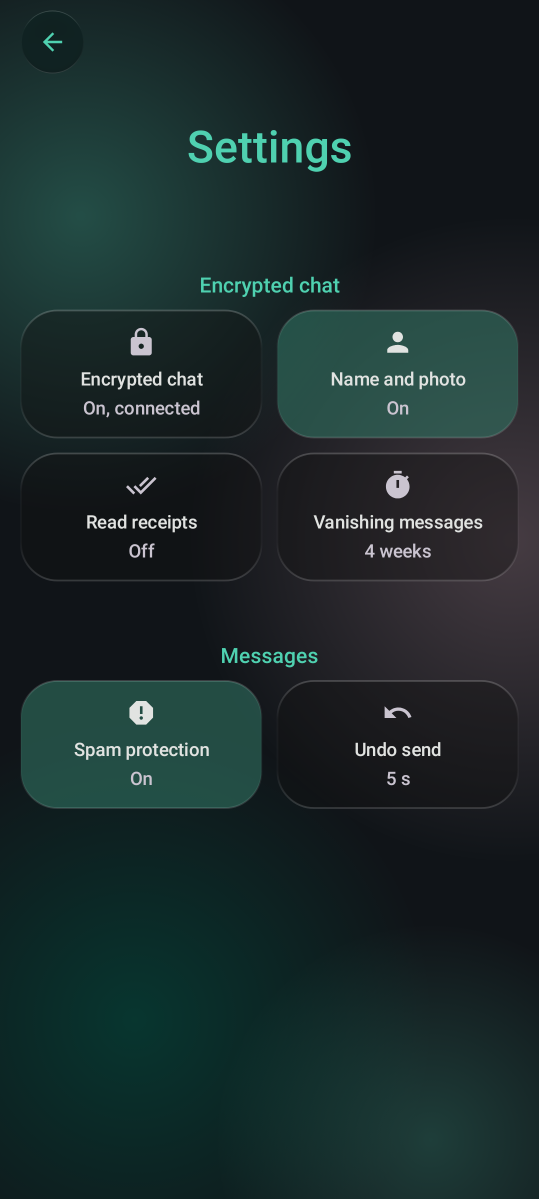 Settings
Encrypted chat
Encrypted chat
On, connected
Name and photo
On
Read receipts
Off
Vanishing messages
4 weeks
Messages
Spam protection
On
Undo send
5 s